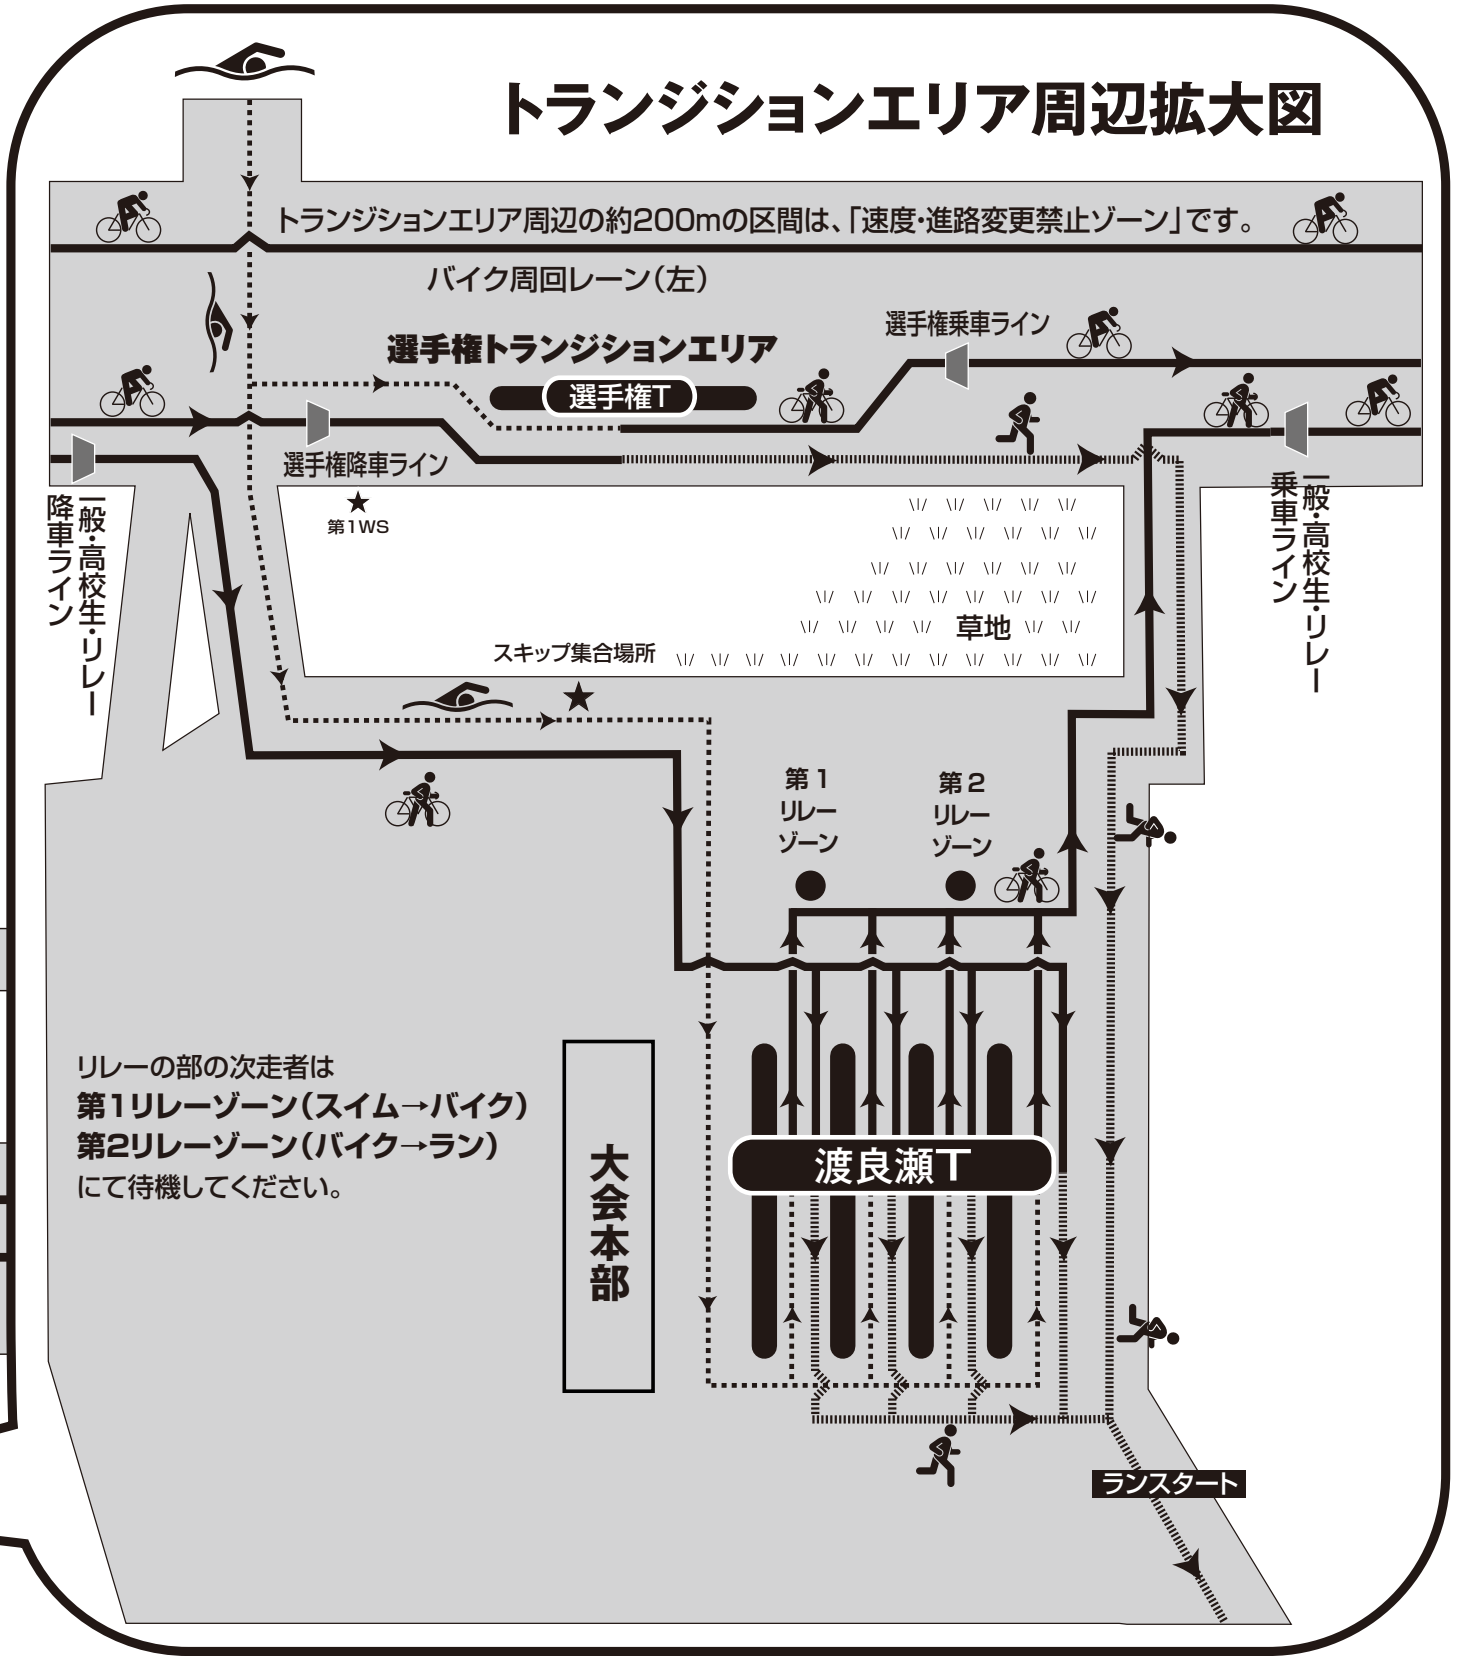 トランジションエリア周辺拡大図
トランジションエリア周辺の約200mの区間は、「速度・進路変更禁止ゾーン」です。
バイク周回レーン（左）
選手権乗車ライン
選手権トランジションエリア
選手権T
選手権降車ライン
第1WS
一般・高校生・リレー
降車ライン
一般・高校生・リレー
乗車ライン
草地
スキップ集合場所
第1
リレー
ゾーン
第2
リレー
ゾーン
リレーの部の次走者は
第1リレーゾーン（スイム→バイク）
第2リレーゾーン（バイク→ラン）
にて待機してください。
大会本部
渡良瀬T
ランスタート